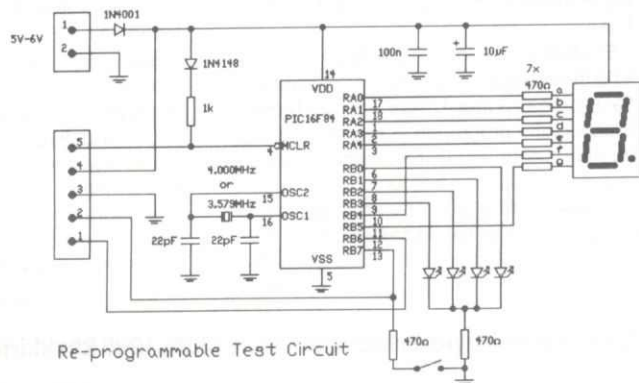 1N4001
5V-6V
1
2
1N4148
1k
100n
10µF
7x
470Ω
14
VDD
PIC16F84
4
MCLR
4.000MHz
or
3.579MHz
15
OSC2
16
OSC1
22pF
22pF
VSS
5
RA0
17
RA1
18
RA2
1
RA3
2
RA4
3
RB0
6
RB1
7
RB2
8
RB3
9
RB4
10
RB5
11
RB6
12
RB7
13
a
b
c
d
e
f
g
5
4
3
2
1
470Ω
470Ω
Re-programmable Test Circuit